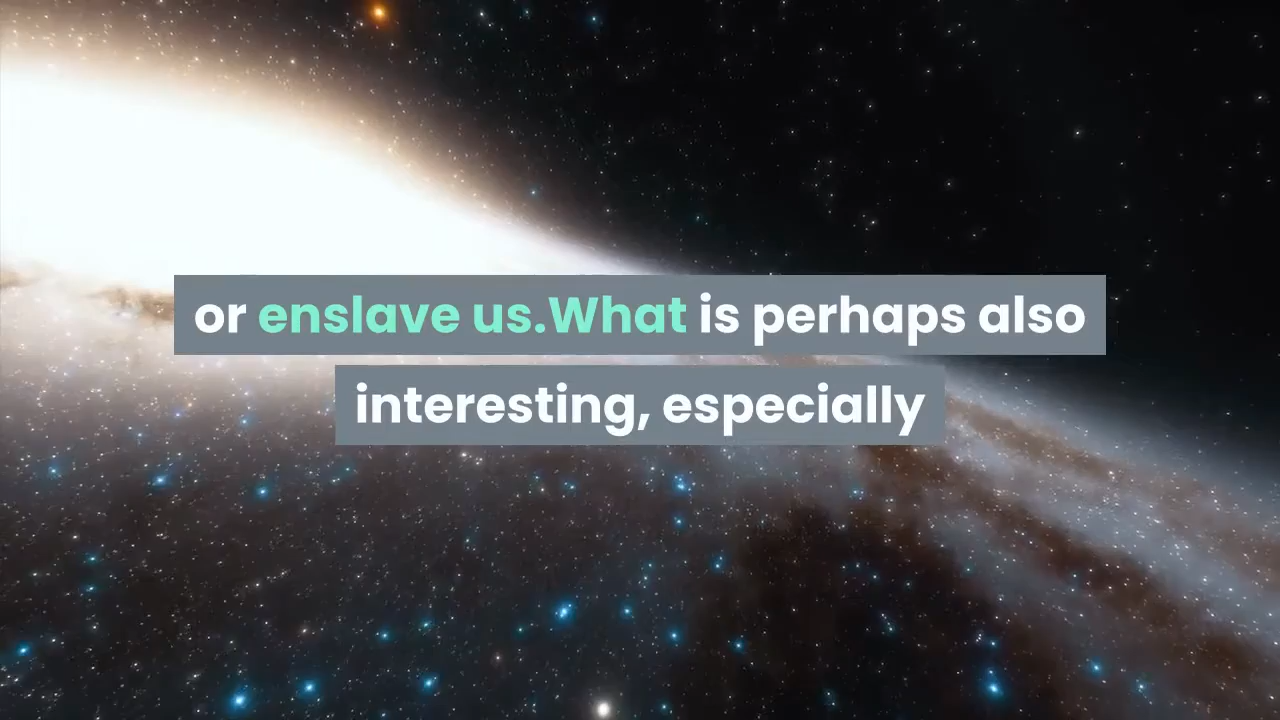 or enslave us.What is perhaps also
interesting, especially